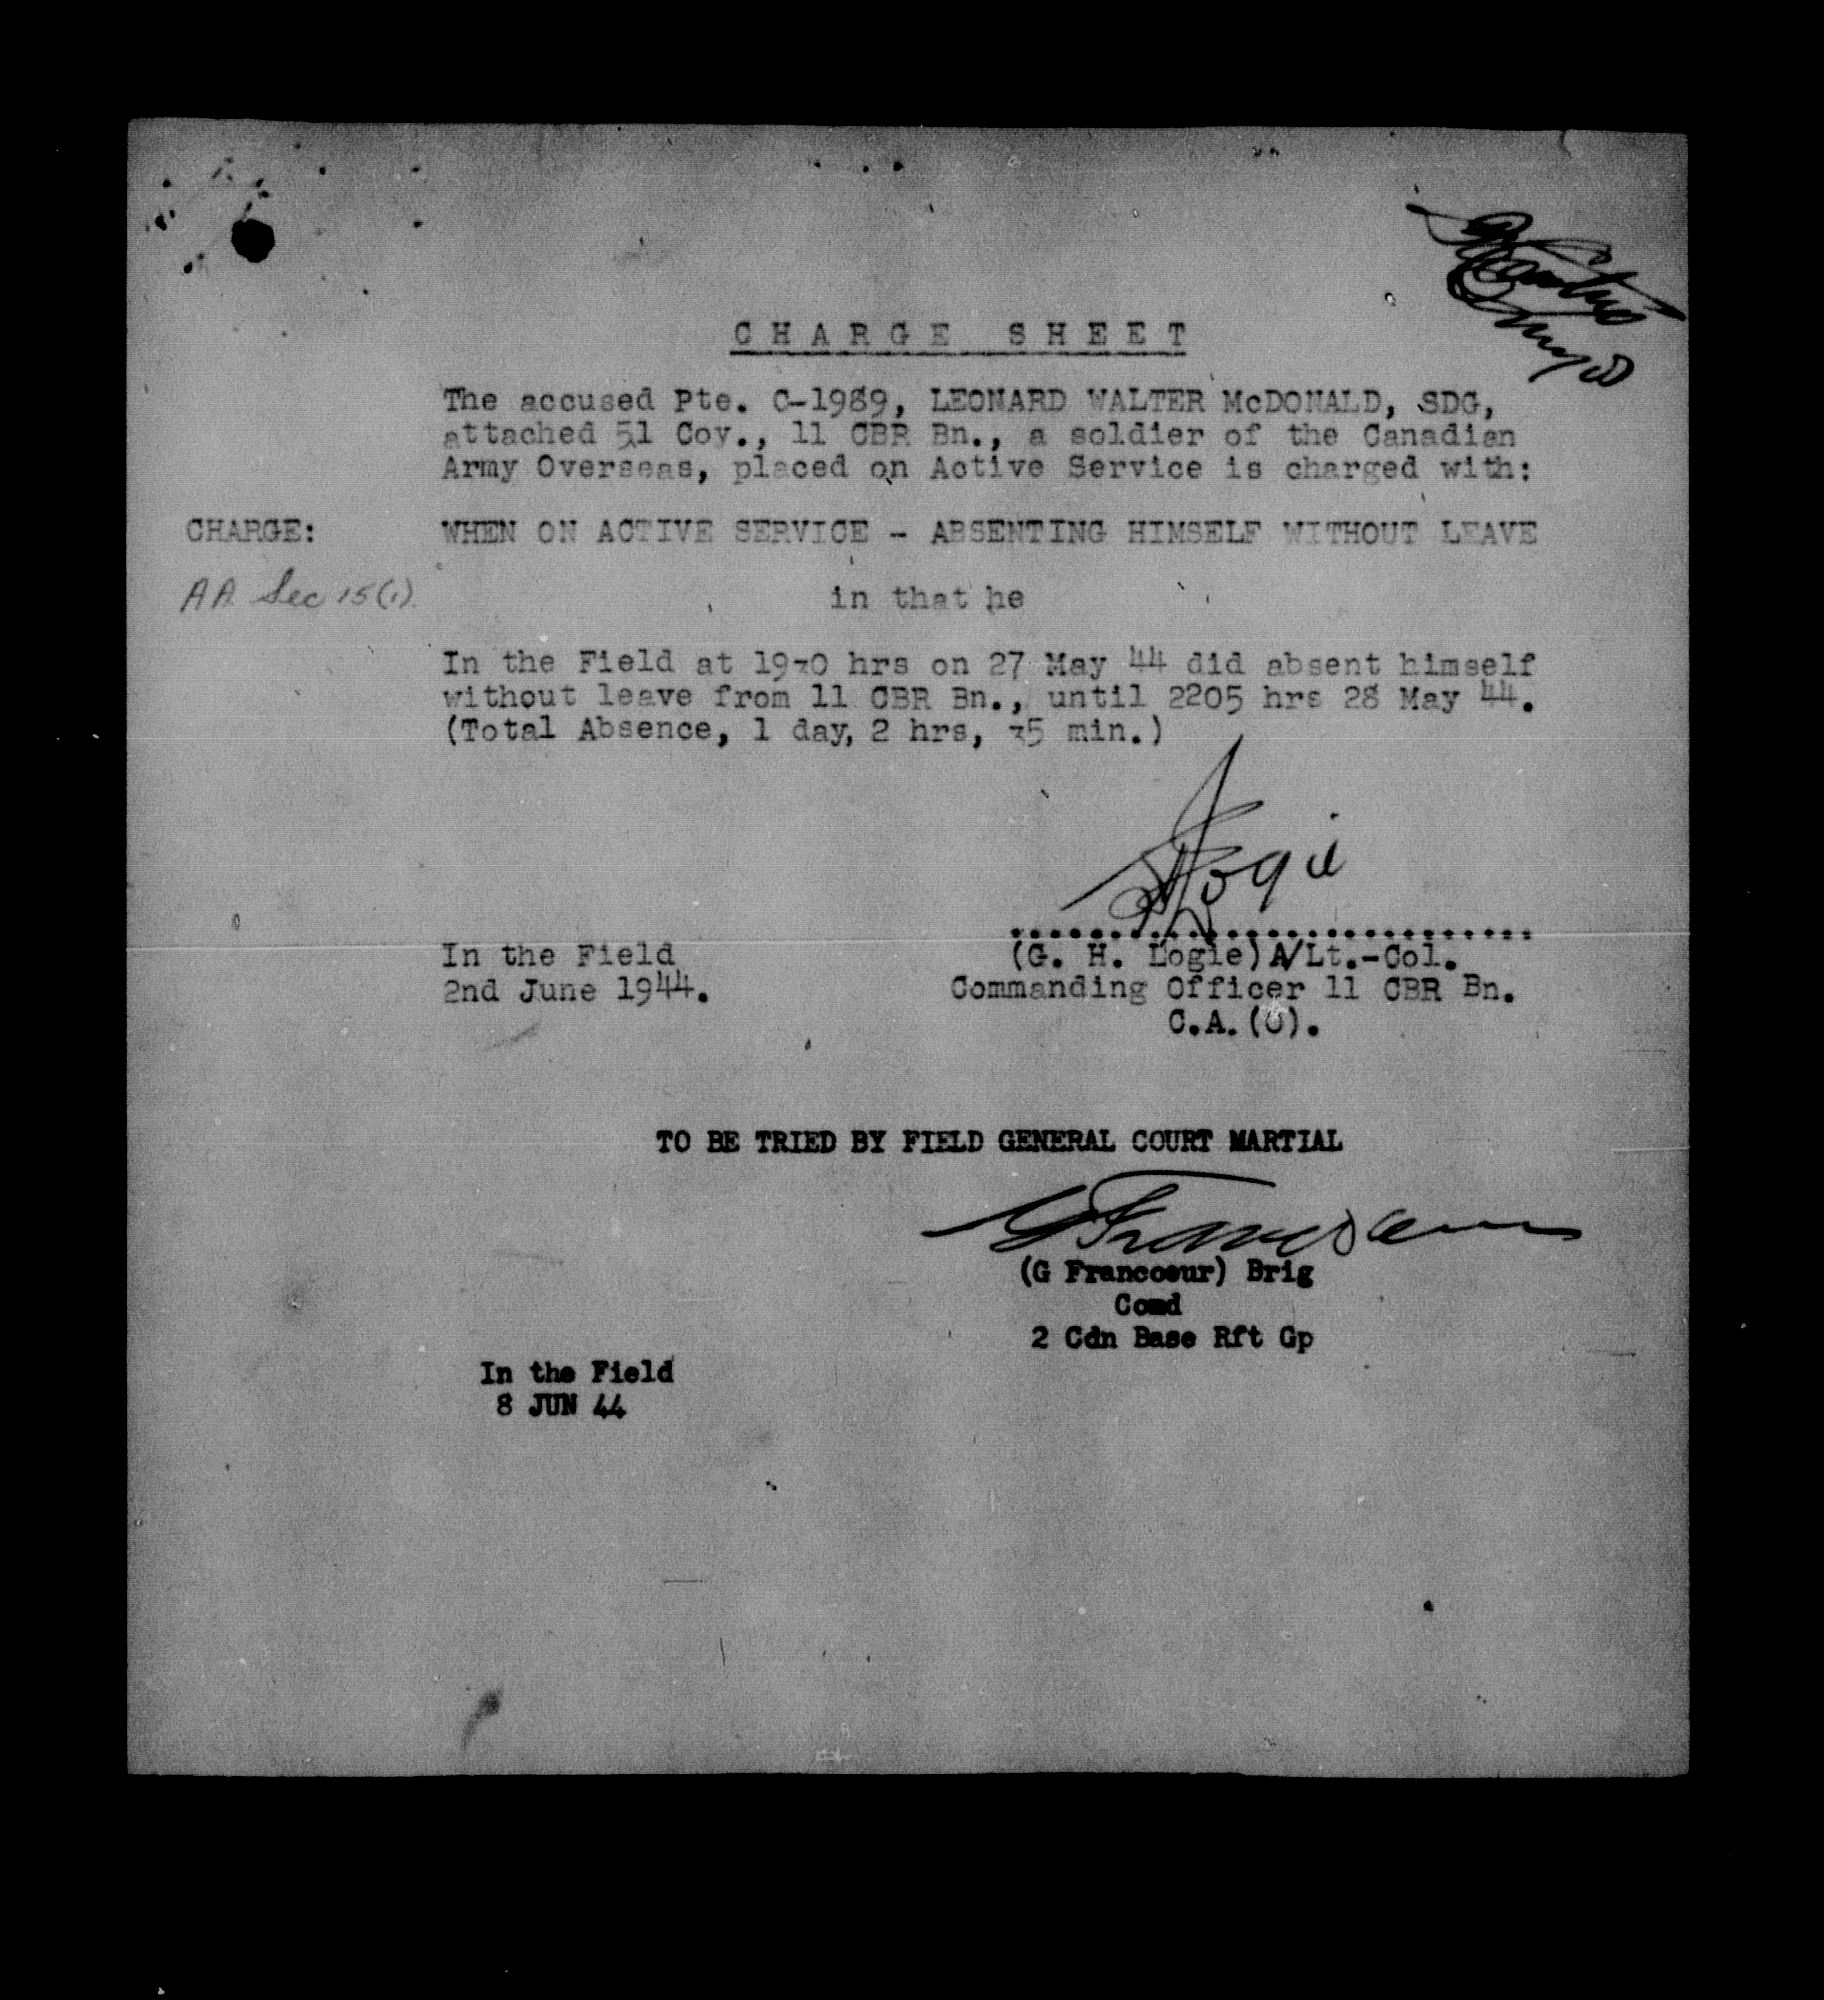 CHARGE SHEET
The accused Pte. C-1989, LEONARD WALTER McDONALD, SDG,
attached 51 Coy., 11 CBR Bn., a soldier of the Canadian
Army Overseas, placed on Active Service is charged with:
CHARGE: WHEN ON ACTIVE SERVICE - ABSENTING HIMSELF WITHOUT LEAVE
AA Sec 15(1). in that he
In the Field at 1930 hrs on 27 May 44 did absent himself
without leave from 11 CBR Bn., until 2205 hrs 28 May 44.
(Total Absence, 1 day, 2 hrs, 35 min.)
Logie
In the Field (G. H. Logie) A/Lt.-Col.
2nd June 1944. Commanding Officer 11 CBR Bn.
C.A.(O).
TO BE TRIED BY FIELD GENERAL COURT MARTIAL
G Francoeur
(G Francoeur) Brig
Comd
2 Cdn Base Rft Gp
In the Field
8 JUN 44